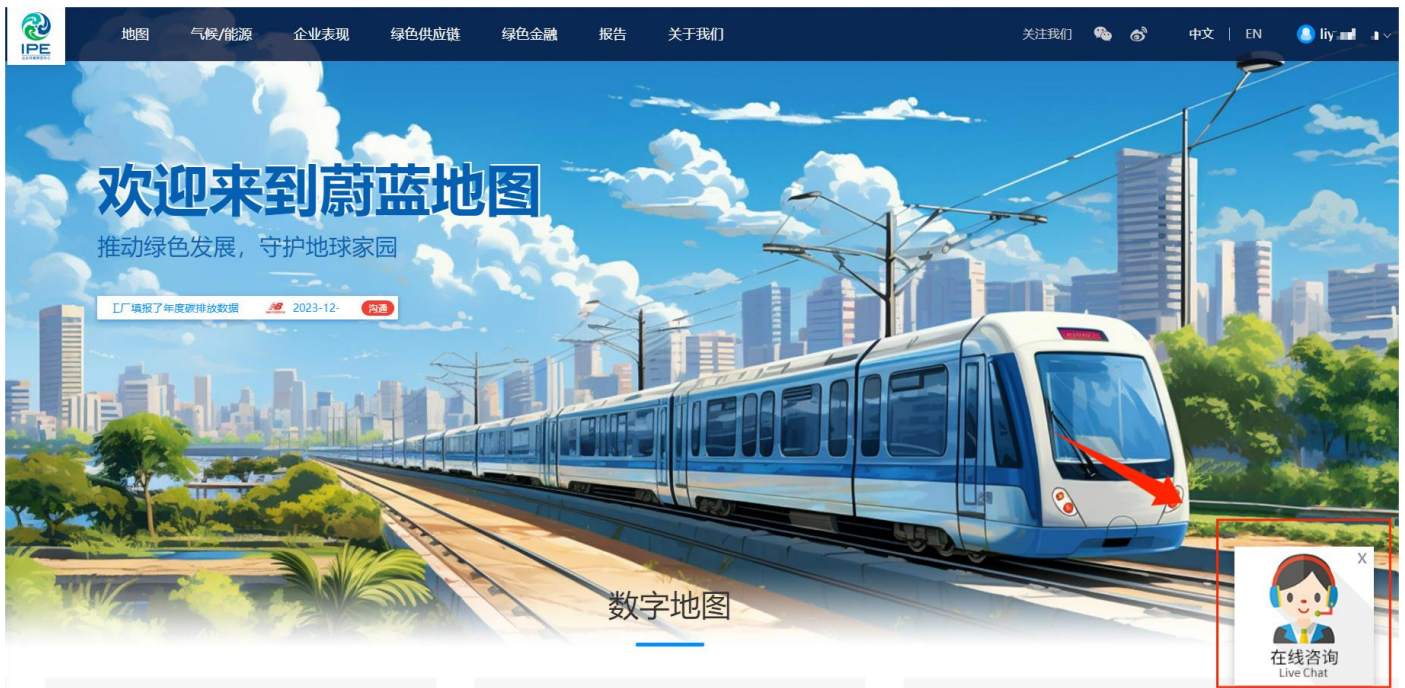 IPE
地图 气候/能源 企业表现 绿色供应链 绿色金融 报告 关于我们 关注我们 中文 | EN
欢迎来到蔚蓝地图
推动绿色发展，守护地球家园
工厂填报了年度碳排放数据 2023-12- 沟通
数字地图
X
在线咨询
Live Chat